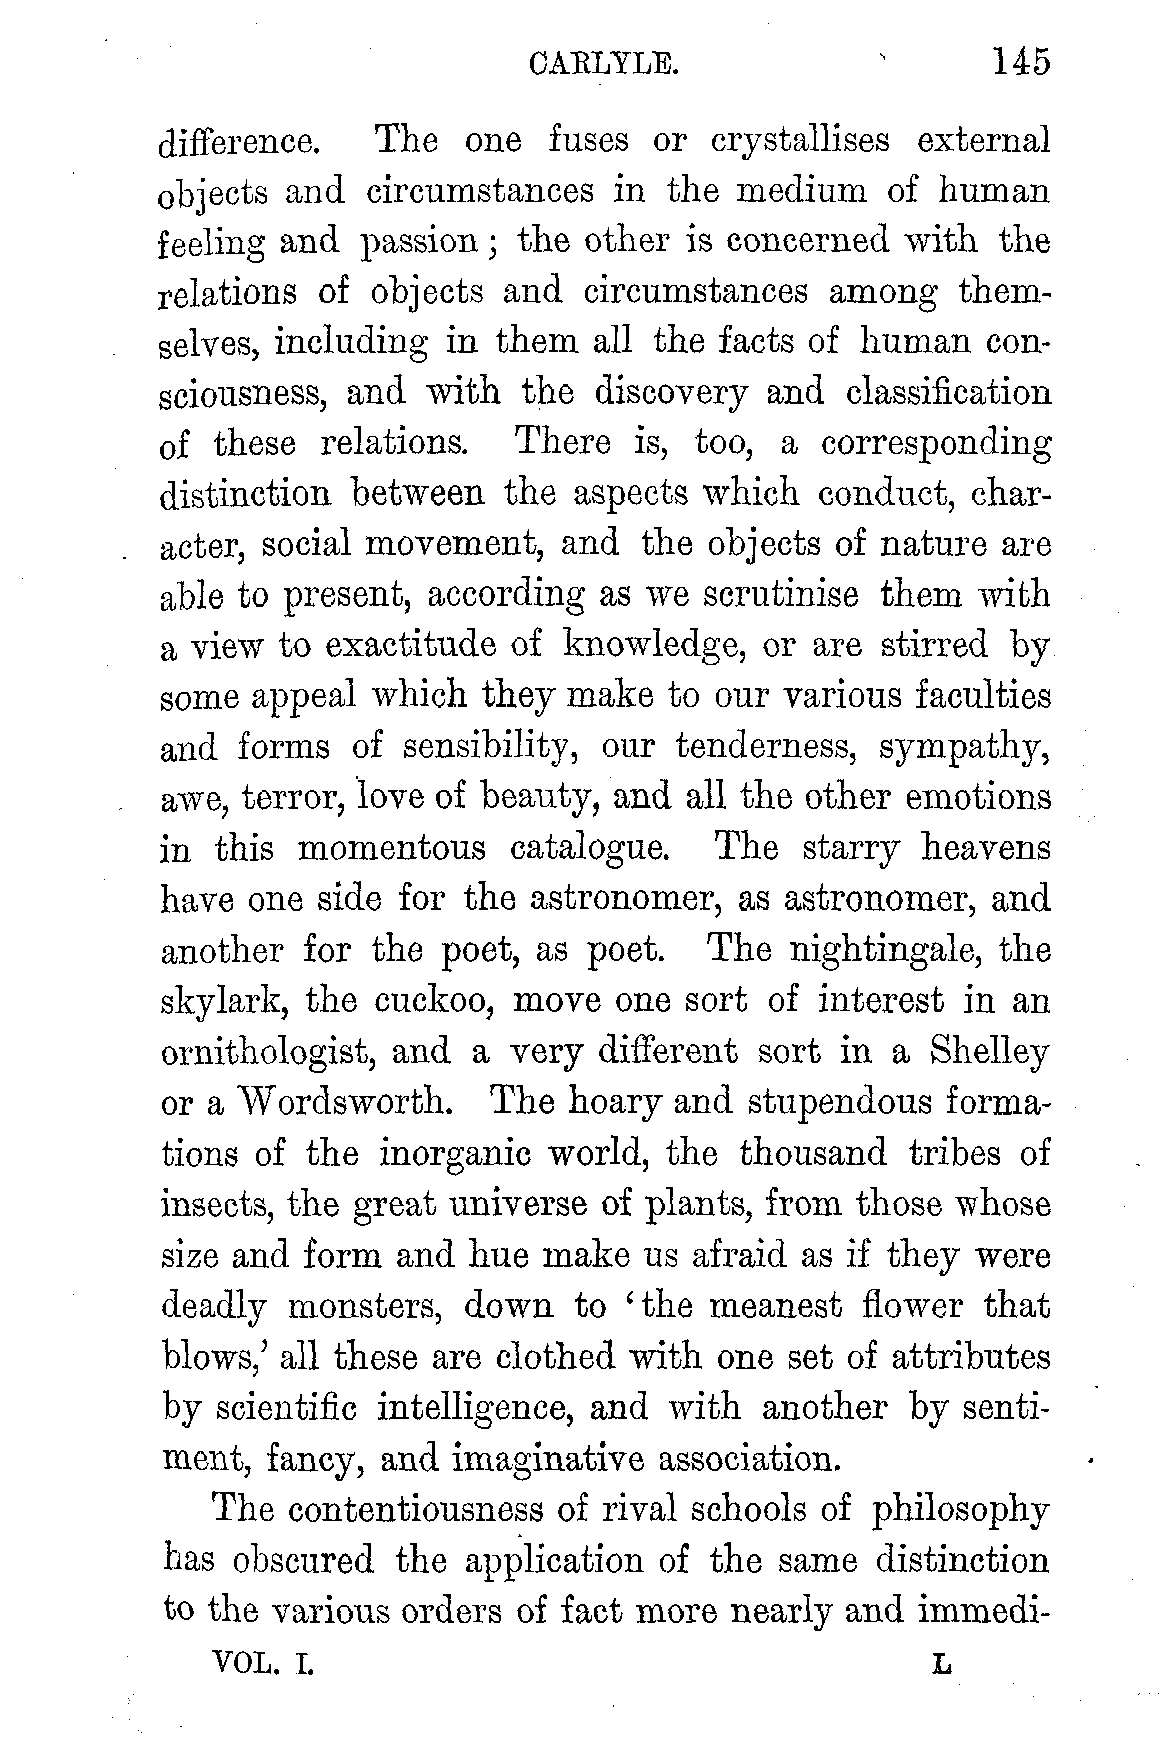 CARLYLE. 145
difference. The one fuses or crystallises external
objects and circumstances in the medium of human
feeling and passion ; the other is concerned with the
relations of objects and circumstances among them-
selves, including in them all the facts of human con-
sciousness, and with the discovery and classification
of these relations. There is, too, a corresponding
distinction between the aspects which conduct, char-
acter, social movement, and the objects of nature are
able to present, according as we scrutinise them with
a view to exactitude of knowledge, or are stirred by
some appeal which they make to our various faculties
and forms of sensibility, our tenderness, sympathy,
awe, terror, love of beauty, and all the other emotions
in this momentous catalogue. The starry heavens
have one side for the astronomer, as astronomer, and
another for the poet, as poet. The nightingale, the
skylark, the cuckoo, move one sort of interest in an
ornithologist, and a very different sort in a Shelley
or a Wordsworth. The hoary and stupendous forma-
tions of the inorganic world, the thousand tribes of
insects, the great universe of plants, from those whose
size and form and hue make us afraid as if they were
deadly monsters, down to ‘the meanest flower that
blows,’ all these are clothed with one set of attributes
by scientific intelligence, and with another by senti-
ment, fancy, and imaginative association.
The contentiousness of rival schools of philosophy
has obscured the application of the same distinction
to the various orders of fact more nearly and immedi-
VOL. I. L